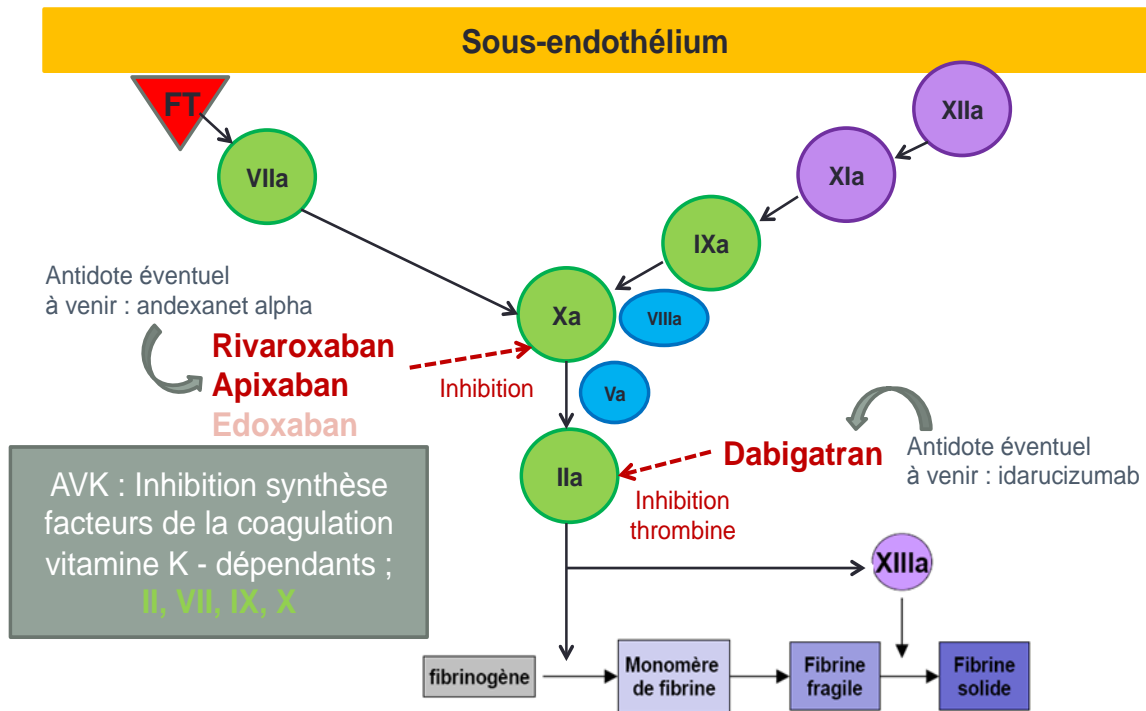 Sous-endothélium
FT
XIIa
VIIa
XIa
IXa
Antidote éventuel
à venir : andexanet alpha
Xa
VIIIa
Rivaroxaban
Apixaban
Edoxaban
Inhibition
Va
Dabigatran
Antidote éventuel
à venir : idarucizumab
IIa
Inhibition
thrombine
AVK : Inhibition synthèse
facteurs de la coagulation
vitamine K - dépendants ;
II, VII, IX, X
XIIIa
fibrinogène
Monomère
de fibrine
Fibrine
fragile
Fibrine
solide